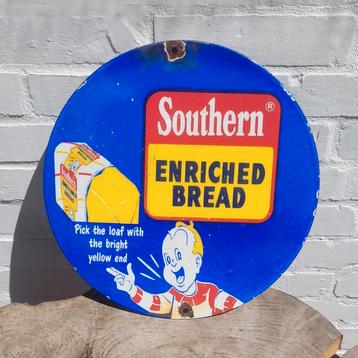 Southern®
ENRICHED
BREAD
Pick the loaf with
the bright
yellow end